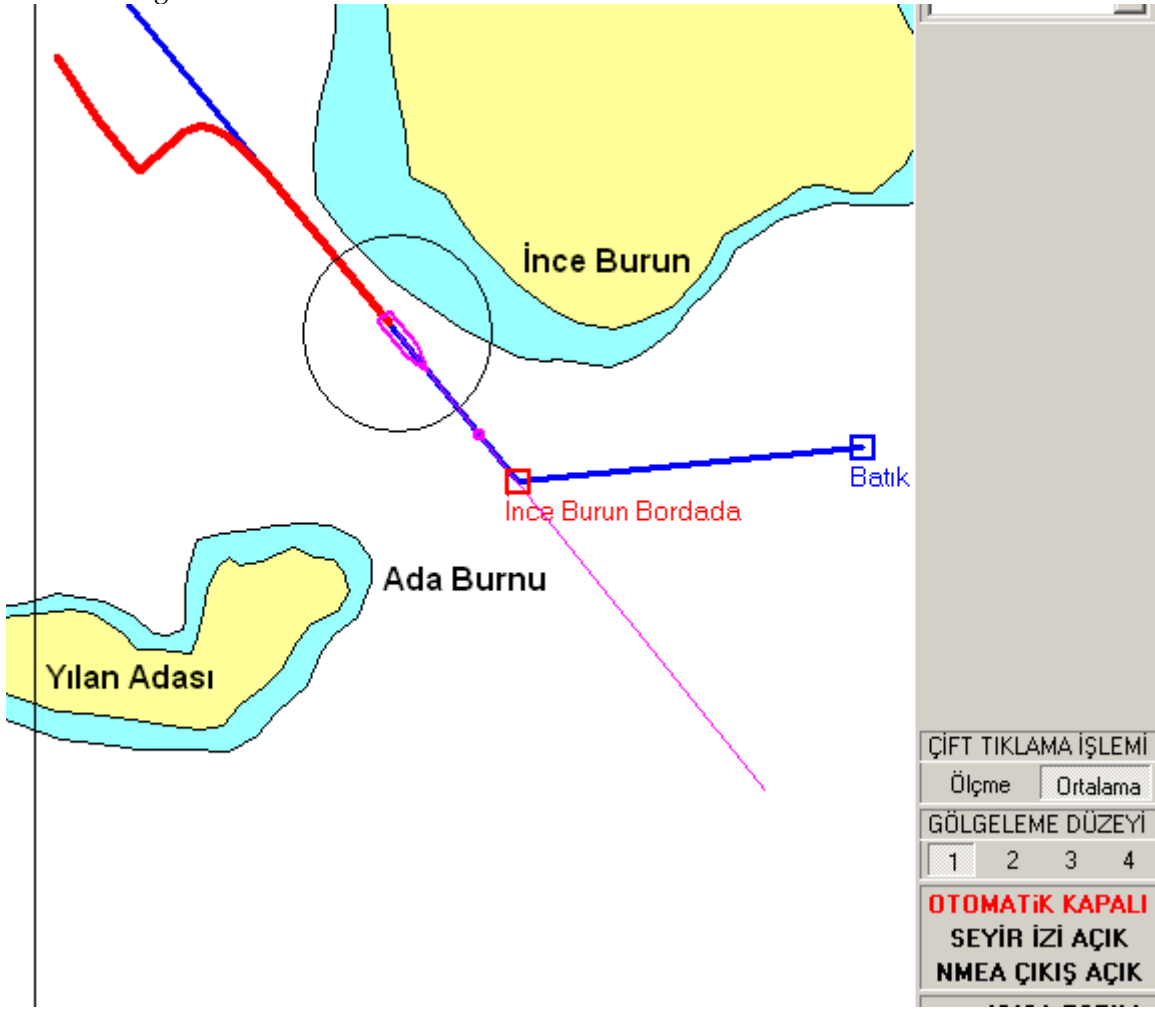 İnce Burun
Batık
İnce Burun Bordada
Ada Burnu
Yılan Adası
ÇİFT TIKLAMA İŞLEMİ
Ölçme Ortalama
GÖLGELEME DÜZEYİ
1 2 3 4
OTOMATiK KAPALI
SEYİR İZİ AÇIK
NMEA ÇIKIŞ AÇIK